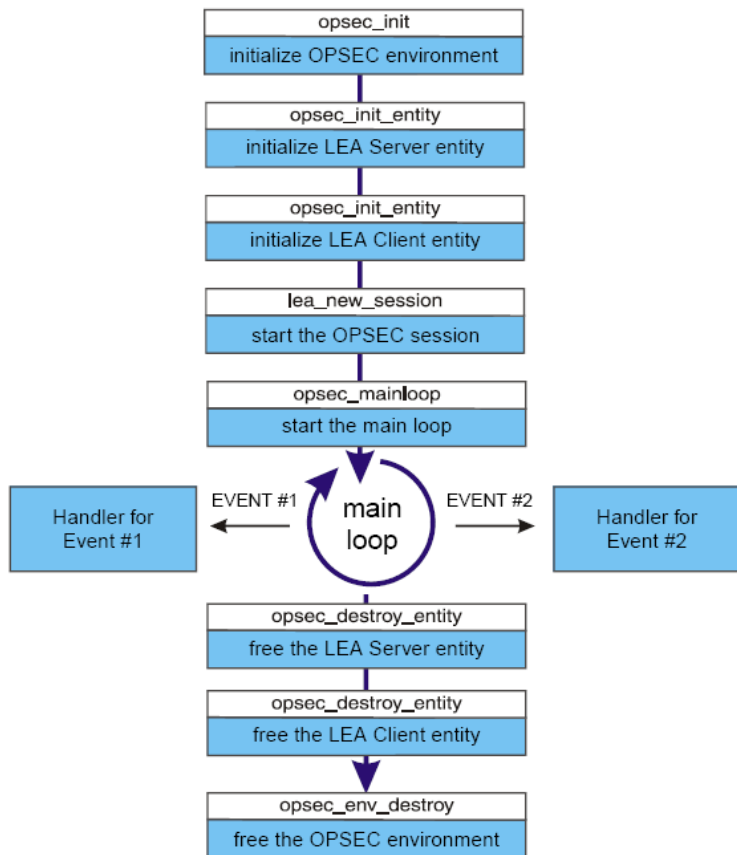 opsec_init
initialize OPSEC environment
opsec_init_entity
initialize LEA Server entity
opsec_init_entity
initialize LEA Client entity
lea_new_session
start the OPSEC session
opsec_mainloop
start the main loop
Handler for
Event #1
EVENT #1
main
loop
EVENT #2
Handler for
Event #2
opsec_destroy_entity
free the LEA Server entity
opsec_destroy_entity
free the LEA Client entity
opsec_env_destroy
free the OPSEC environment